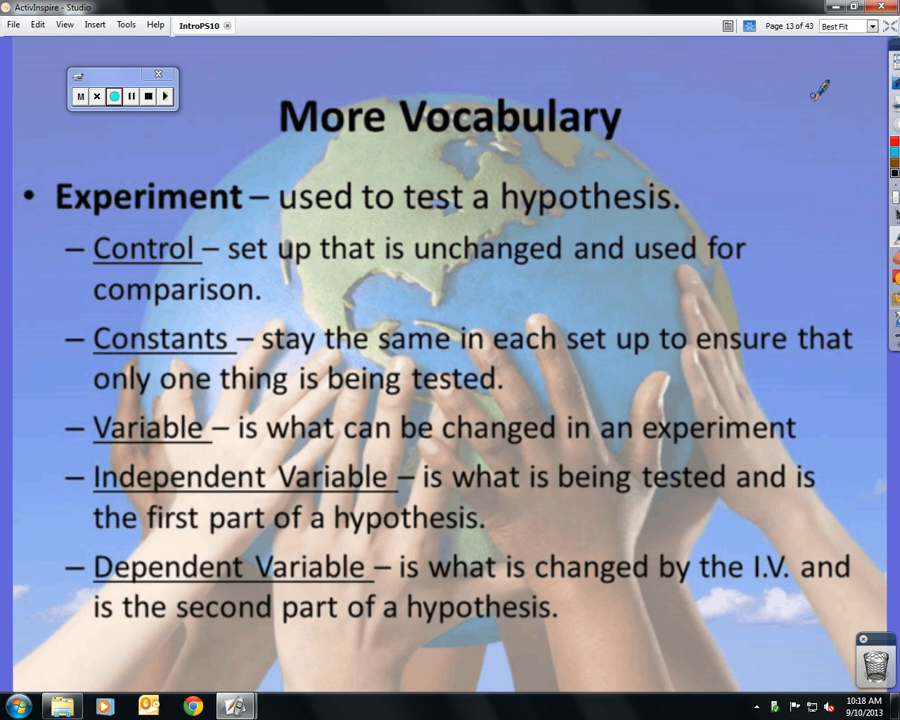 ActivInspire - Studio
File Edit View Insert Tools Help IntroPS10 Page 13 of 43 Best Fit
M
More Vocabulary
• Experiment – used to test a hypothesis.
– Control – set up that is unchanged and used for
comparison.
– Constants – stay the same in each set up to ensure that
only one thing is being tested.
– Variable – is what can be changed in an experiment
– Independent Variable – is what is being tested and is
the first part of a hypothesis.
– Dependent Variable – is what is changed by the I.V. and
is the second part of a hypothesis.
10:18 AM
9/10/2013